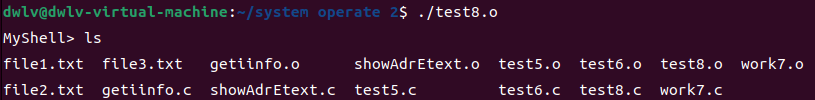 dwlv@dwlv-virtual-machine:~/system operate 2$ ./test8.o
MyShell> ls
file1.txt  file3.txt   getiinfo.o      showAdrEtext.o  test5.o  test6.o  test8.o  work7.o
file2.txt  getiinfo.c  showAdrEtext.c  test5.c         test6.c  test8.c  work7.c